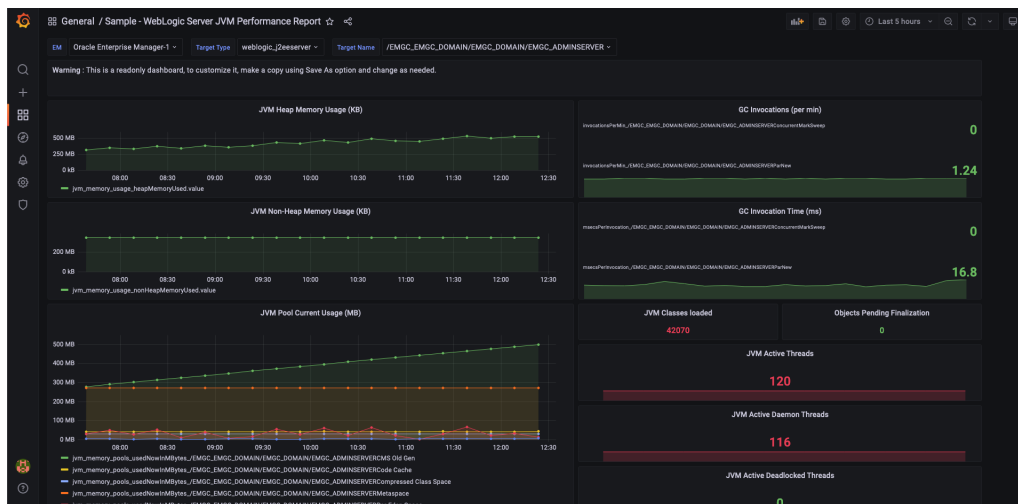 General / Sample - WebLogic Server JVM Performance Report
Last 5 hours
EM Oracle Enterprise Manager-1 Target Type weblogic_j2eeserver Target Name /EMGC_EMGC_DOMAIN/EMGC_DOMAIN/EMGC_ADMINSERVER
Warning : This is a readonly dashboard, to customize it, make a copy using Save As option and change as needed.
JVM Heap Memory Usage (KB)
500 MB
250 MB
0 kB
08:00 08:30 09:00 09:30 10:00 10:30 11:00 11:30 12:00 12:30
jvm_memory_usage_heapMemoryUsed.value
GC Invocations (per min)
invocationsPerMin_/EMGC_EMGC_DOMAIN/EMGC_DOMAIN/EMGC_ADMINSERVERConcurrentMarkSweep
0
invocationsPerMin_/EMGC_EMGC_DOMAIN/EMGC_DOMAIN/EMGC_ADMINSERVERParNew
1.24
JVM Non-Heap Memory Usage (KB)
200 MB
0 kB
08:00 08:30 09:00 09:30 10:00 10:30 11:00 11:30 12:00 12:30
jvm_memory_usage_nonHeapMemoryUsed.value
GC Invocation Time (ms)
msecsPerInvocation_/EMGC_EMGC_DOMAIN/EMGC_DOMAIN/EMGC_ADMINSERVERConcurrentMarkSweep
0
msecsPerInvocation_/EMGC_EMGC_DOMAIN/EMGC_DOMAIN/EMGC_ADMINSERVERParNew
16.8
JVM Pool Current Usage (MB)
500 MB
400 MB
300 MB
200 MB
100 MB
0 MB
08:00 08:30 09:00 09:30 10:00 10:30 11:00 11:30 12:00 12:30
jvm_memory_pools_usedNowInMBytes_/EMGC_EMGC_DOMAIN/EMGC_DOMAIN/EMGC_ADMINSERVERCMS Old Gen
jvm_memory_pools_usedNowInMBytes_/EMGC_EMGC_DOMAIN/EMGC_DOMAIN/EMGC_ADMINSERVERCode Cache
jvm_memory_pools_usedNowInMBytes_/EMGC_EMGC_DOMAIN/EMGC_DOMAIN/EMGC_ADMINSERVERCompressed Class Space
jvm_memory_pools_usedNowInMBytes_/EMGC_EMGC_DOMAIN/EMGC_DOMAIN/EMGC_ADMINSERVERMetaspace
JVM Classes loaded
42070
Objects Pending Finalization
0
JVM Active Threads
120
JVM Active Daemon Threads
116
JVM Active Deadlocked Threads
0